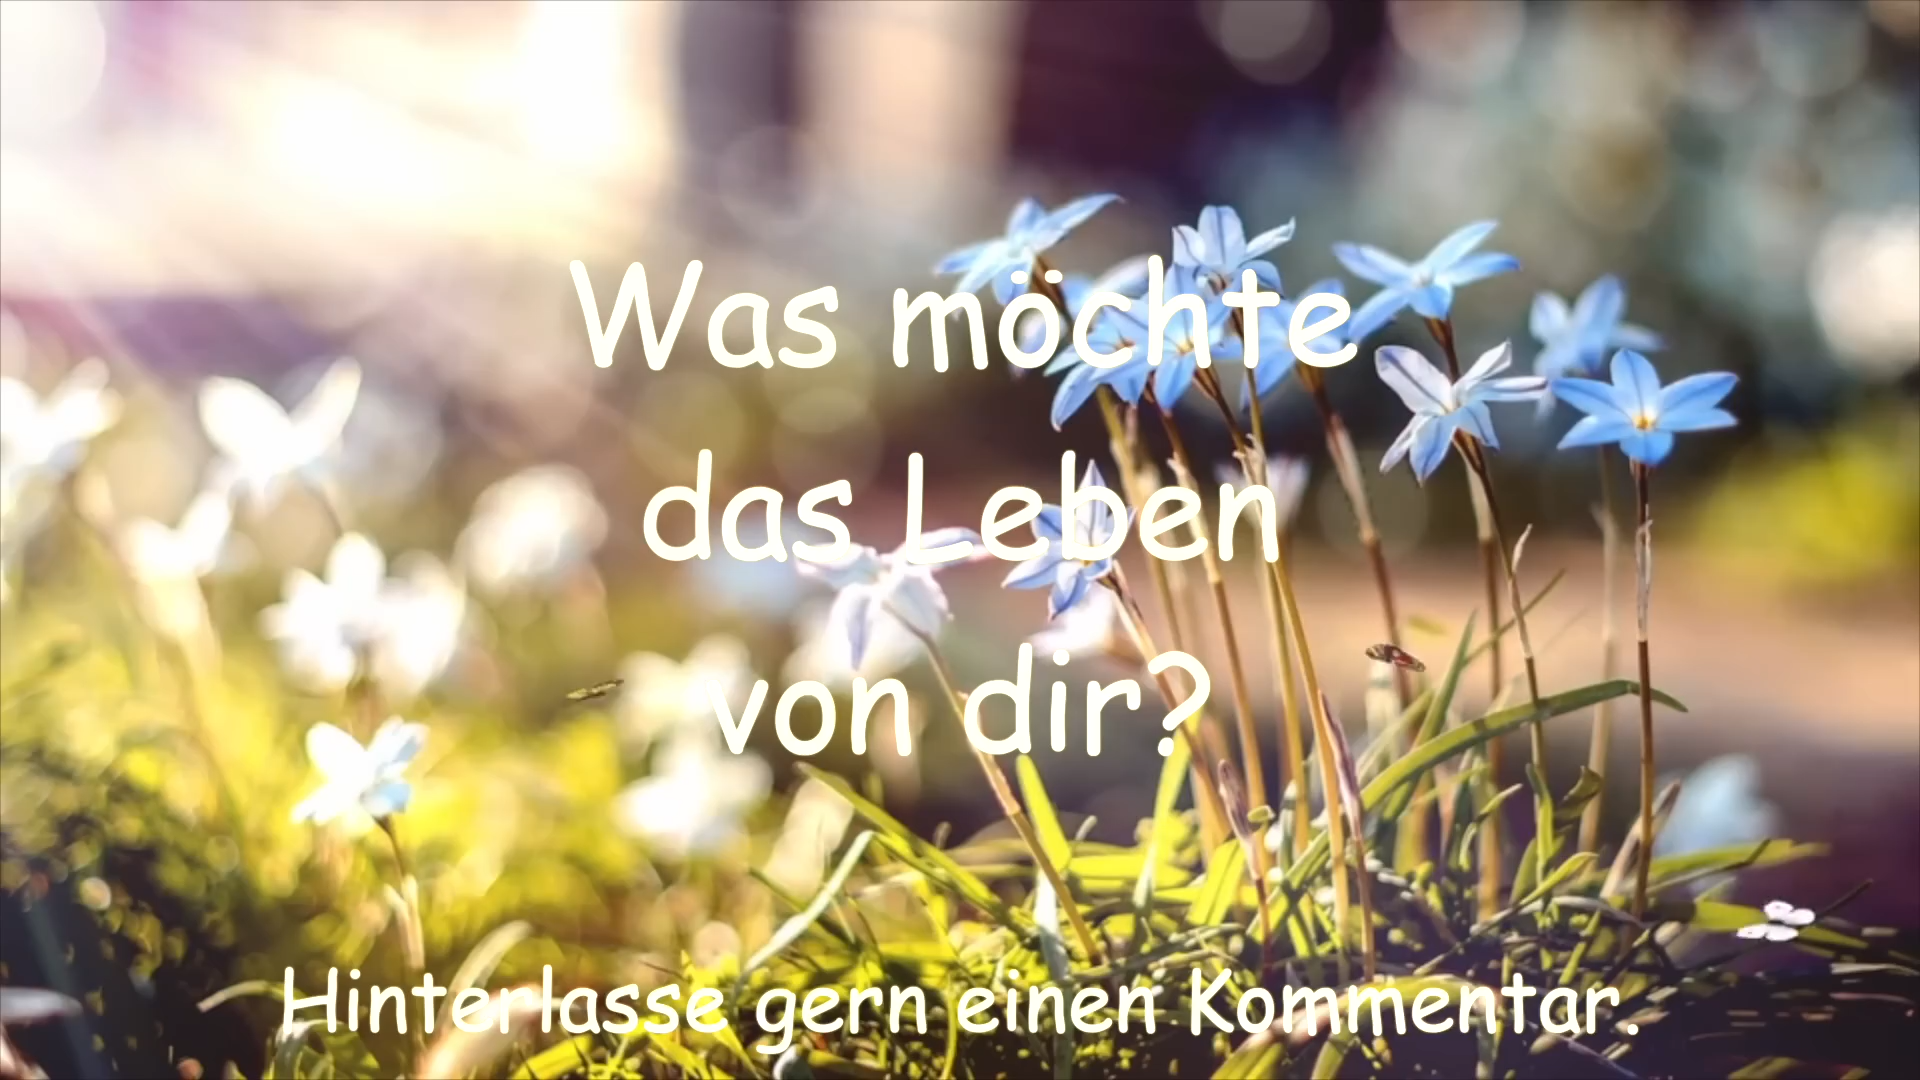 Was möchte
das Leben
von dir?
Hinterlasse gern einen Kommentar.